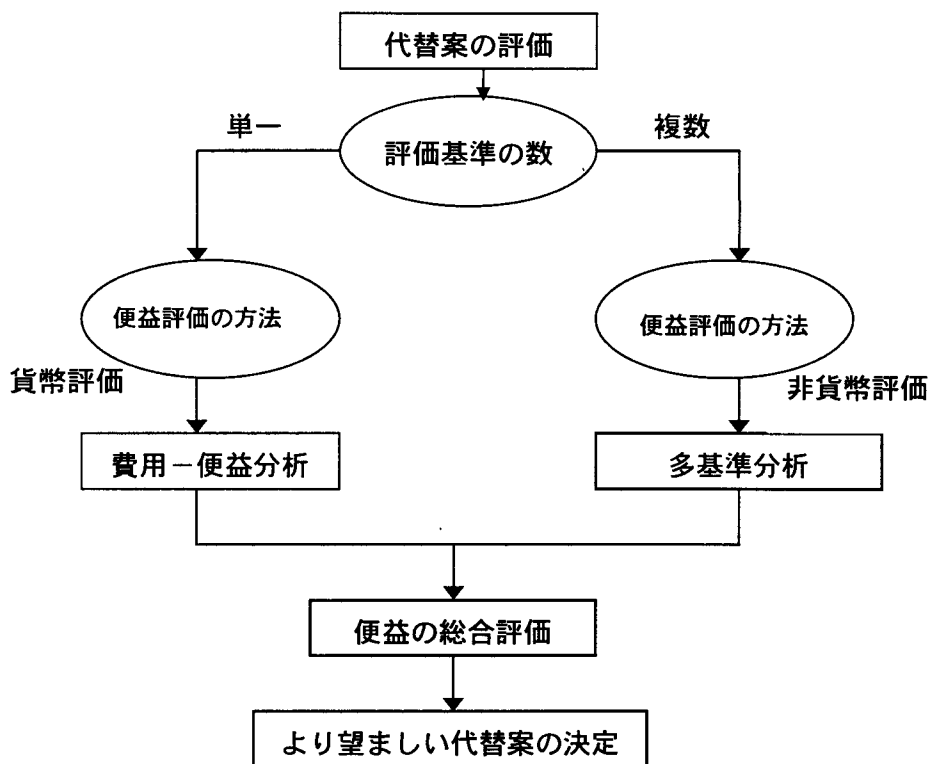 代替案の評価
単一
複数
評価基準の数
便益評価の方法
便益評価の方法
貨幣評価
非貨幣評価
費用－便益分析
多基準分析
便益の総合評価
より望ましい代替案の決定